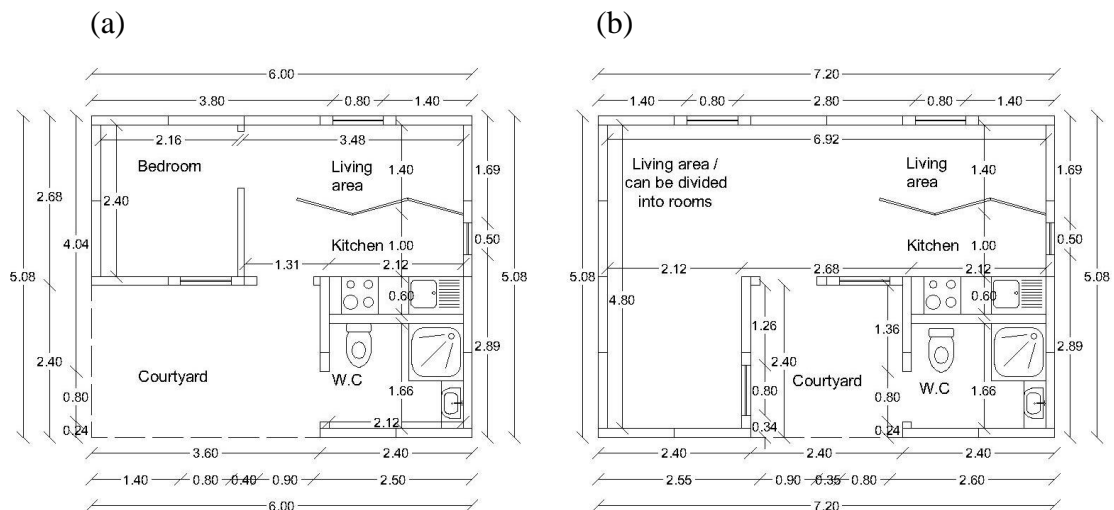 (a)
6.00
3.80 0.80 1.40
2.16 3.48
Bedroom
Living
area
1.40
1.69
2.68
2.40
4.04
Kitchen
1.00
0.50
5.08
1.31 2.12
5.08
0.60
2.40
Courtyard
W.C
2.89
0.80
1.66
0.24
2.12
3.60 2.40
1.40 0.80 0.40 0.90 2.50
6.00
(b)
7.20
1.40 0.80 2.80 0.80 1.40
6.92
Living area /
can be divided
into rooms
Living
area
1.40
1.69
Kitchen
1.00
0.50
5.08
2.12 2.68 2.12
5.08
4.80
0.60
1.26
1.36
2.40
2.89
Courtyard
W.C
0.80
0.80
1.66
0.34
0.24
2.40 2.40 2.40
2.55 0.90 0.35 0.80 2.60
7.20